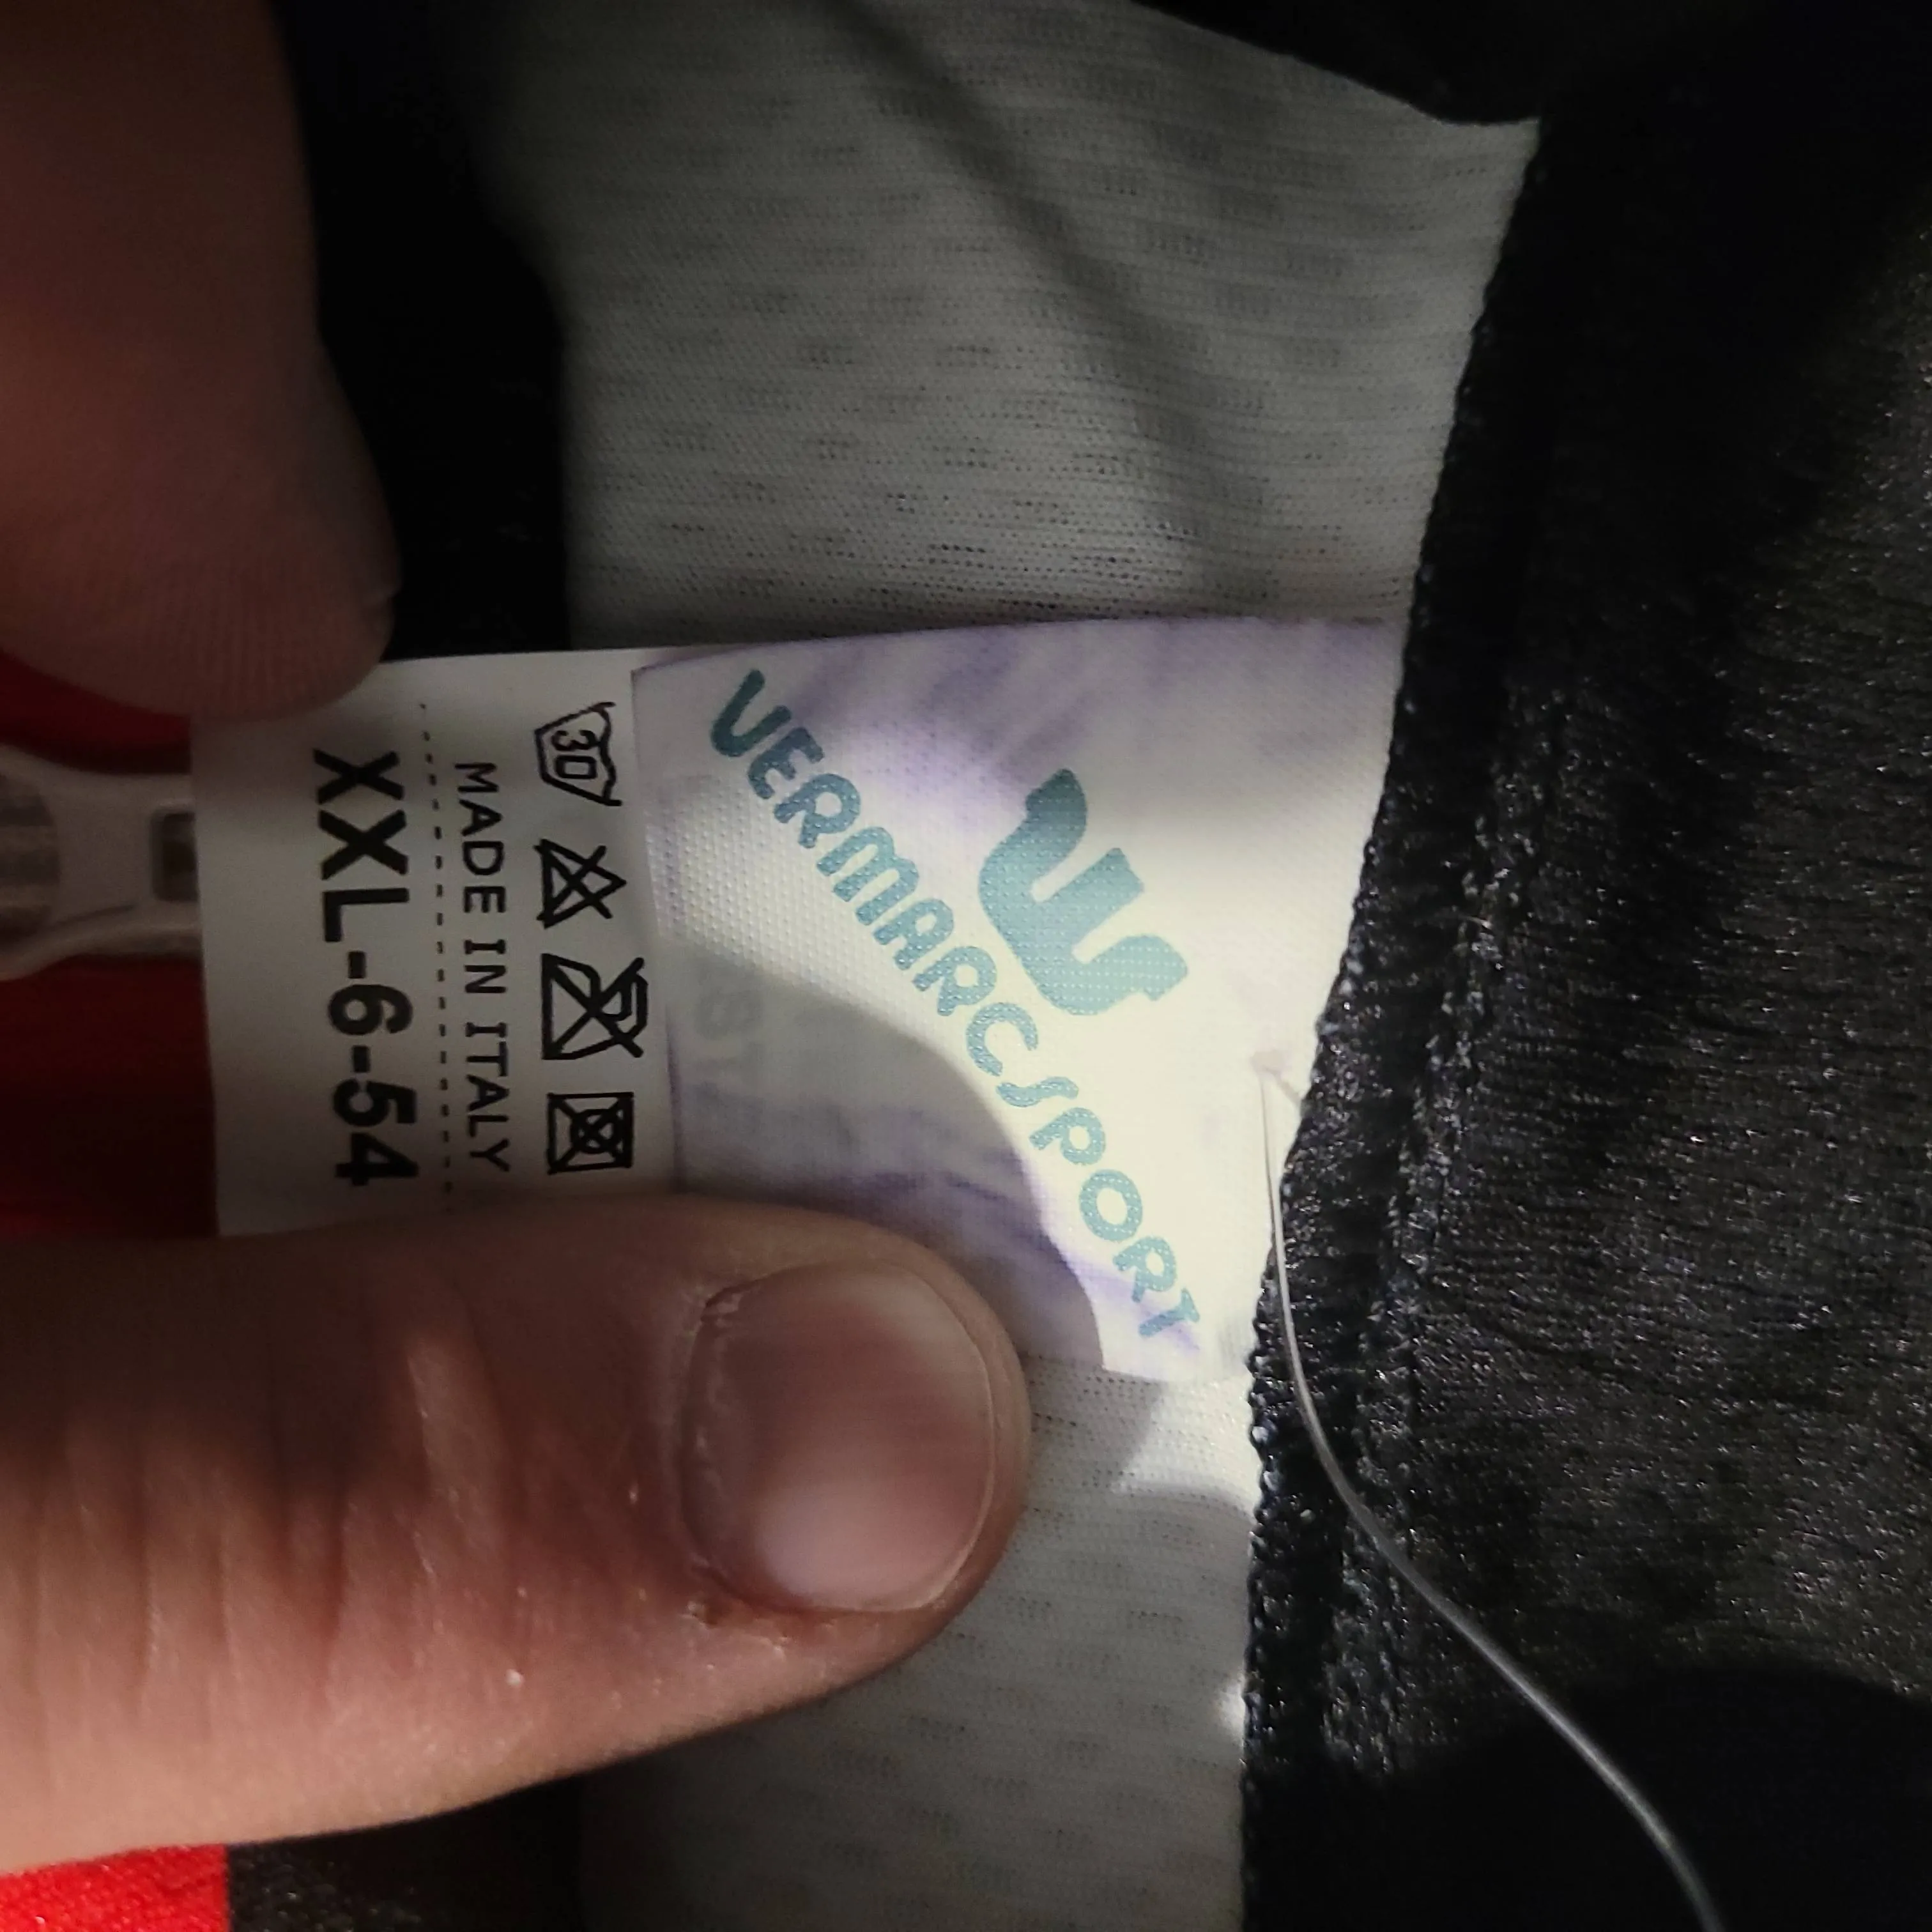 VERMARCSPORT
30
MADE IN ITALY
XXL-6-54